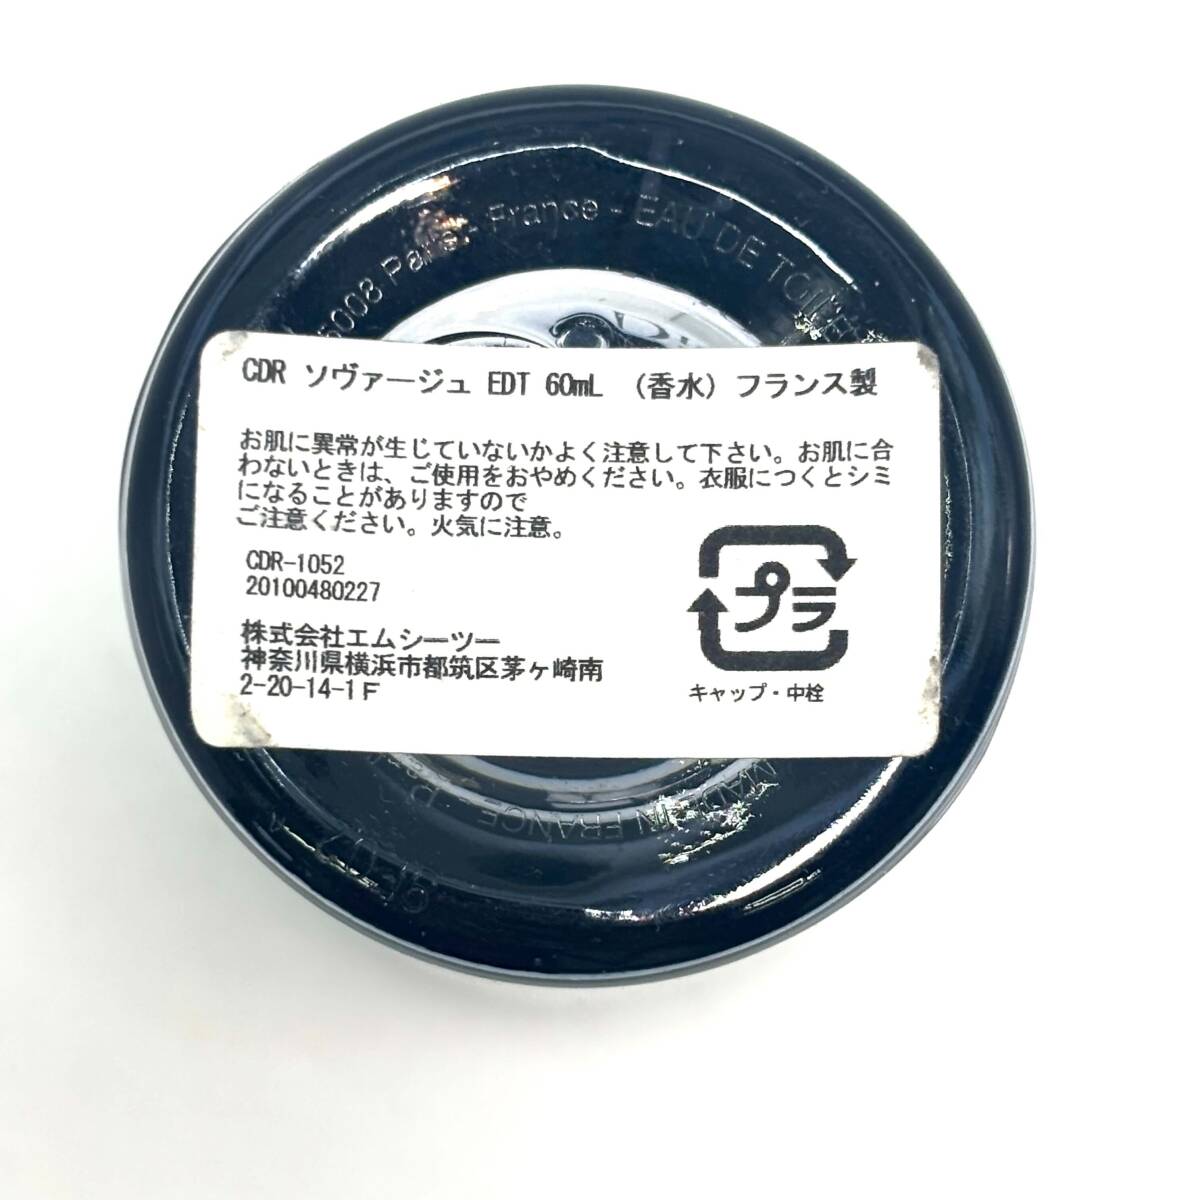 5008 Paris - France - EAU DE TOILET
CDR ソヴァージュ EDT 60mL （香水）フランス製
お肌に異常が生じていないかよく注意して下さい。お肌に合
わないときは、ご使用をおやめください。衣服につくとシミ
になることがありますので
ご注意ください。火気に注意。
CDR-1052
20100480227
株式会社エムシーツー
神奈川県横浜市都筑区茅ヶ崎南
2-20-14-1F
プラ
キャップ・中栓
MADE IN FRANCE